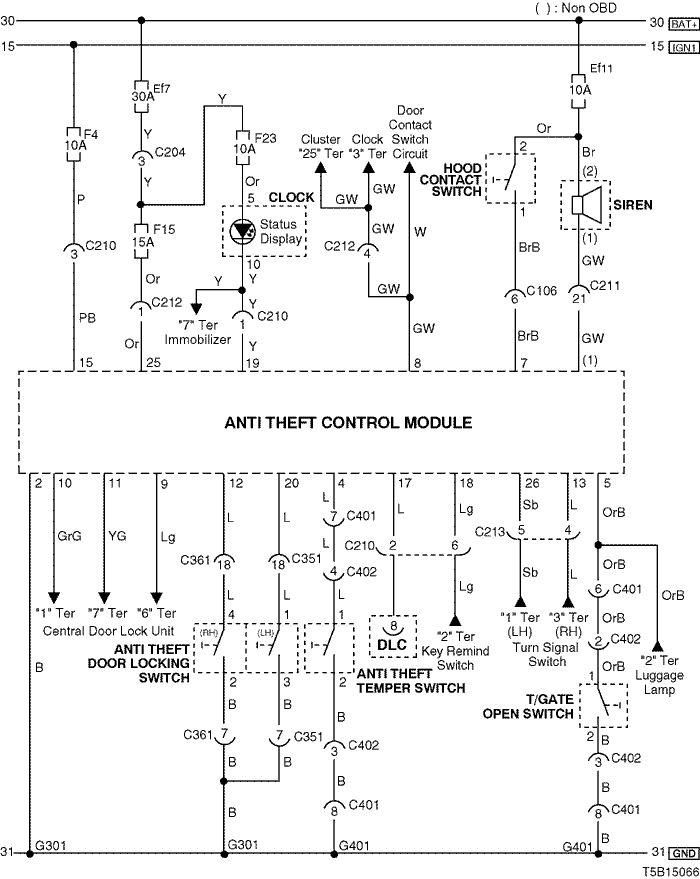 ( ) : Non OBD
30
30 BAT+
15
15 IGN1
Ef7
30A
Ef11
10A
F4
10A
Y
C204
3
Y
Y
F23
10A
Or
Door
Contact
Switch
Circuit
Cluster
"25" Ter
Clock
"3" Ter
Or
HOOD
CONTACT
SWITCH
2
1
Br
(2)
SIREN
(1)
P
5
CLOCK
Status
Display
10
GW
GW
GW
W
F15
15A
C210
3
C212
4
BrB
GW
Or
Y
Y
C212
1
"7" Ter
Immobilizer
Y
C210
1
GW
C106
6
C211
21
PB
Or
Y
GW
BrB
GW
15
25
19
8
7
(1)
ANTI THEFT CONTROL MODULE
2
10
11
9
12
20
4
17
18
26
13
5
GrG
YG
Lg
L
L
L
7
C401
L
L
Lg
Sb
L
OrB
C361
18
C351
18
4
C402
C210
2
6
C213
5
4
OrB
L
L
L
Lg
Sb
L
6
C401
OrB
"1" Ter
"7" Ter
"6" Ter
Central Door Lock Unit
4
1
1
8
DLC
"2" Ter
Key Remind
Switch
"1" Ter
(LH)
"3" Ter
(RH)
Turn Signal
Switch
OrB
2
C402
OrB
"2" Ter
Luggage
Lamp
B
ANTI THEFT
DOOR LOCKING
SWITCH
(RH)
(LH)
2
3
2
ANTI THEFT
TEMPER SWITCH
T/GATE
OPEN SWITCH
1
2
B
B
B
B
C361
7
7
C351
3
C402
3
C402
B
B
B
B
B
8
C401
8
C401
B
B
31
G301
G301
G401
G401
31 GND
T5B15066